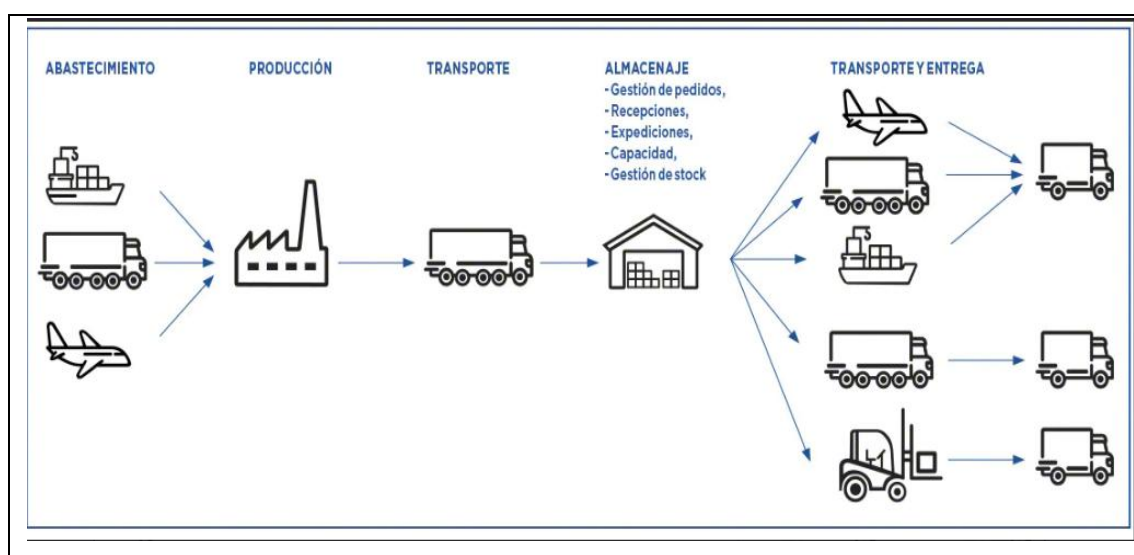 ABASTECIMIENTO
PRODUCCIÓN
TRANSPORTE
ALMACENAJE
-Gestión de pedidos,
-Recepciones,
-Expediciones,
-Capacidad,
-Gestión de stock
TRANSPORTE Y ENTREGA